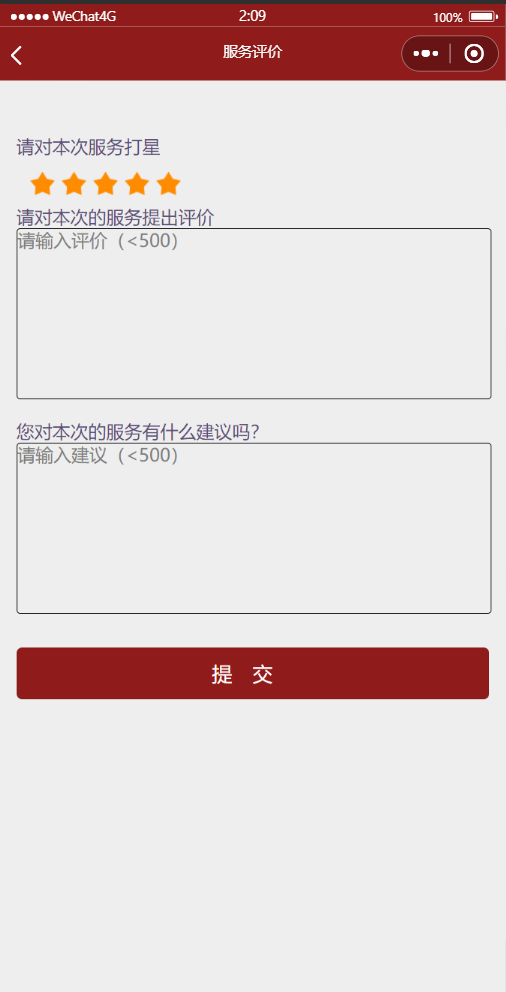 ●●●●● WeChat4G 2:09 100%
服务评价
请对本次服务打星
请对本次的服务提出评价
请输入评价（<500）
您对本次的服务有什么建议吗?
请输入建议（<500）
提 交